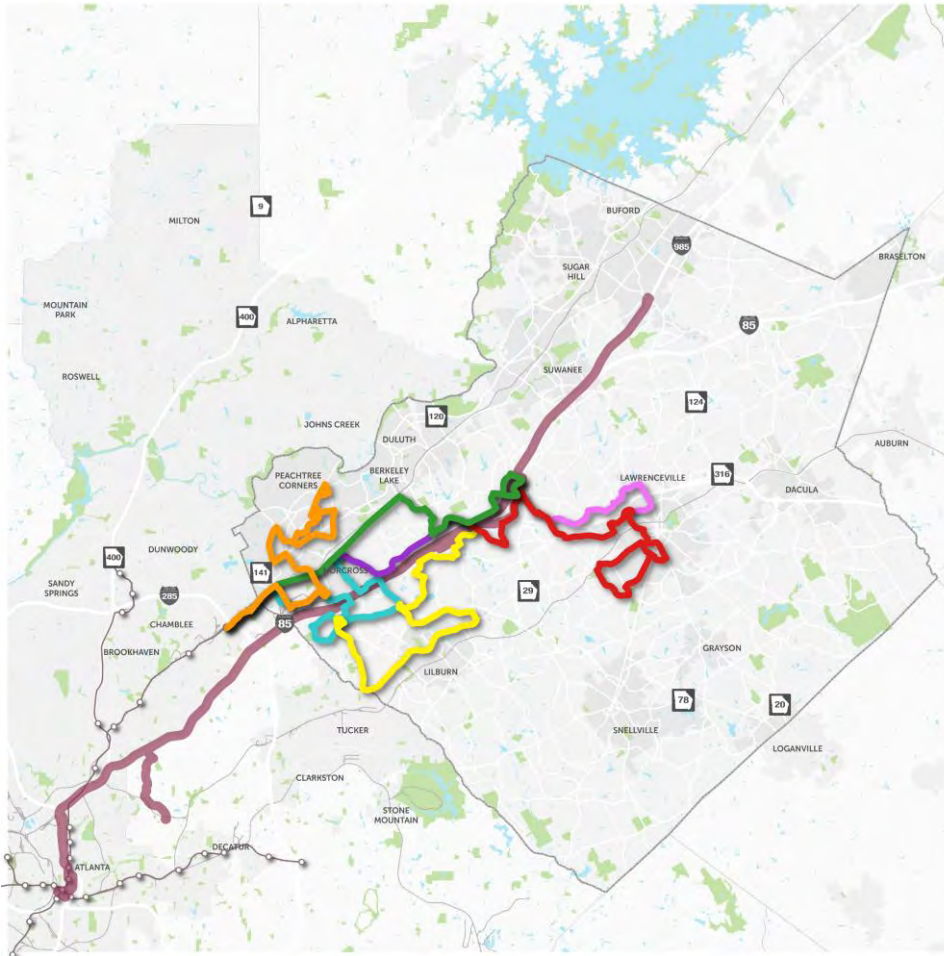 9
MILTON
BUFORD
985
BRASELTON
SUGAR
HILL
MOUNTAIN
PARK
400
ALPHARETTA
85
ROSWELL
SUWANEE
124
JOHNS CREEK
120
DULUTH
AUBURN
BERKELEY
LAKE
PEACHTREE
CORNERS
LAWRENCEVILLE
316
DACULA
DUNWOODY
400
141
NORCROSS
SANDY
SPRINGS
285
29
CHAMBLEE
85
BROOKHAVEN
GRAYSON
LILBURN
78
20
TUCKER
SNELLVILLE
LOGANVILLE
CLARKSTON
STONE
MOUNTAIN
DECATUR
ATLANTA